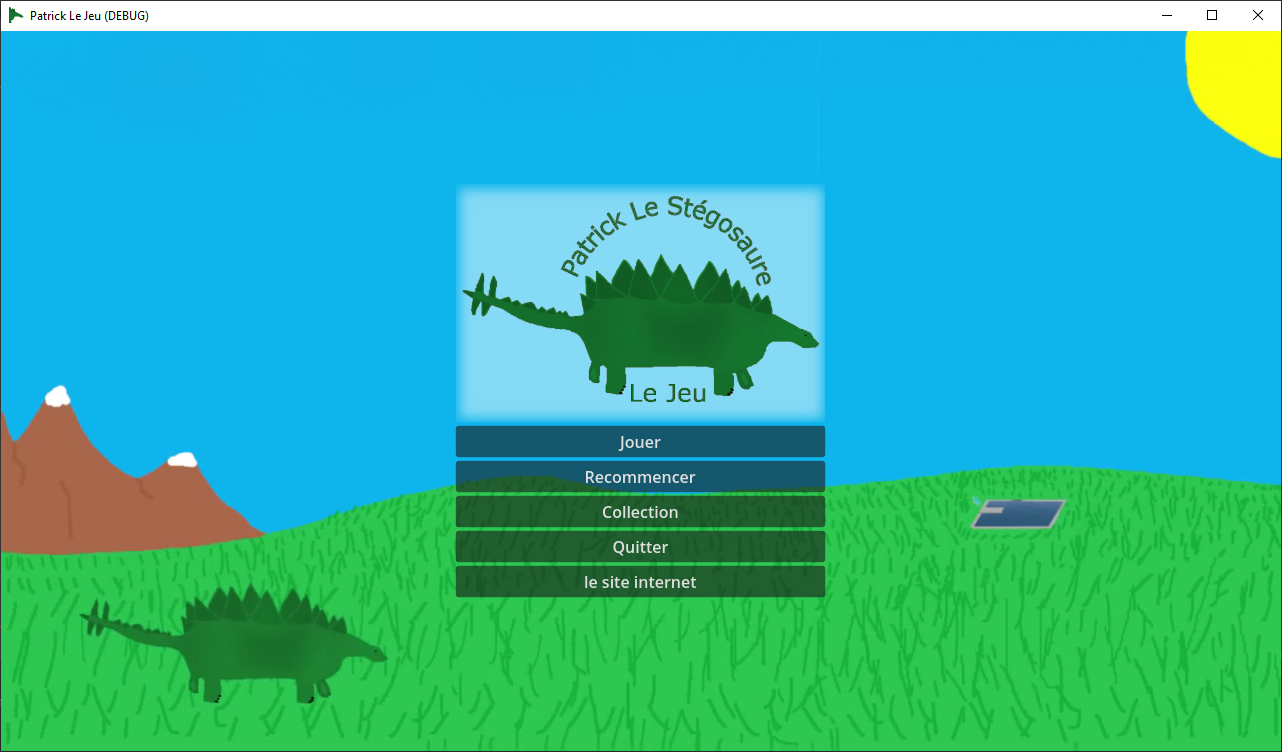 Patrick Le Jeu (DEBUG)
Patrick Le Stégosaure
Le Jeu
Jouer
Recommencer
Collection
Quitter
le site internet